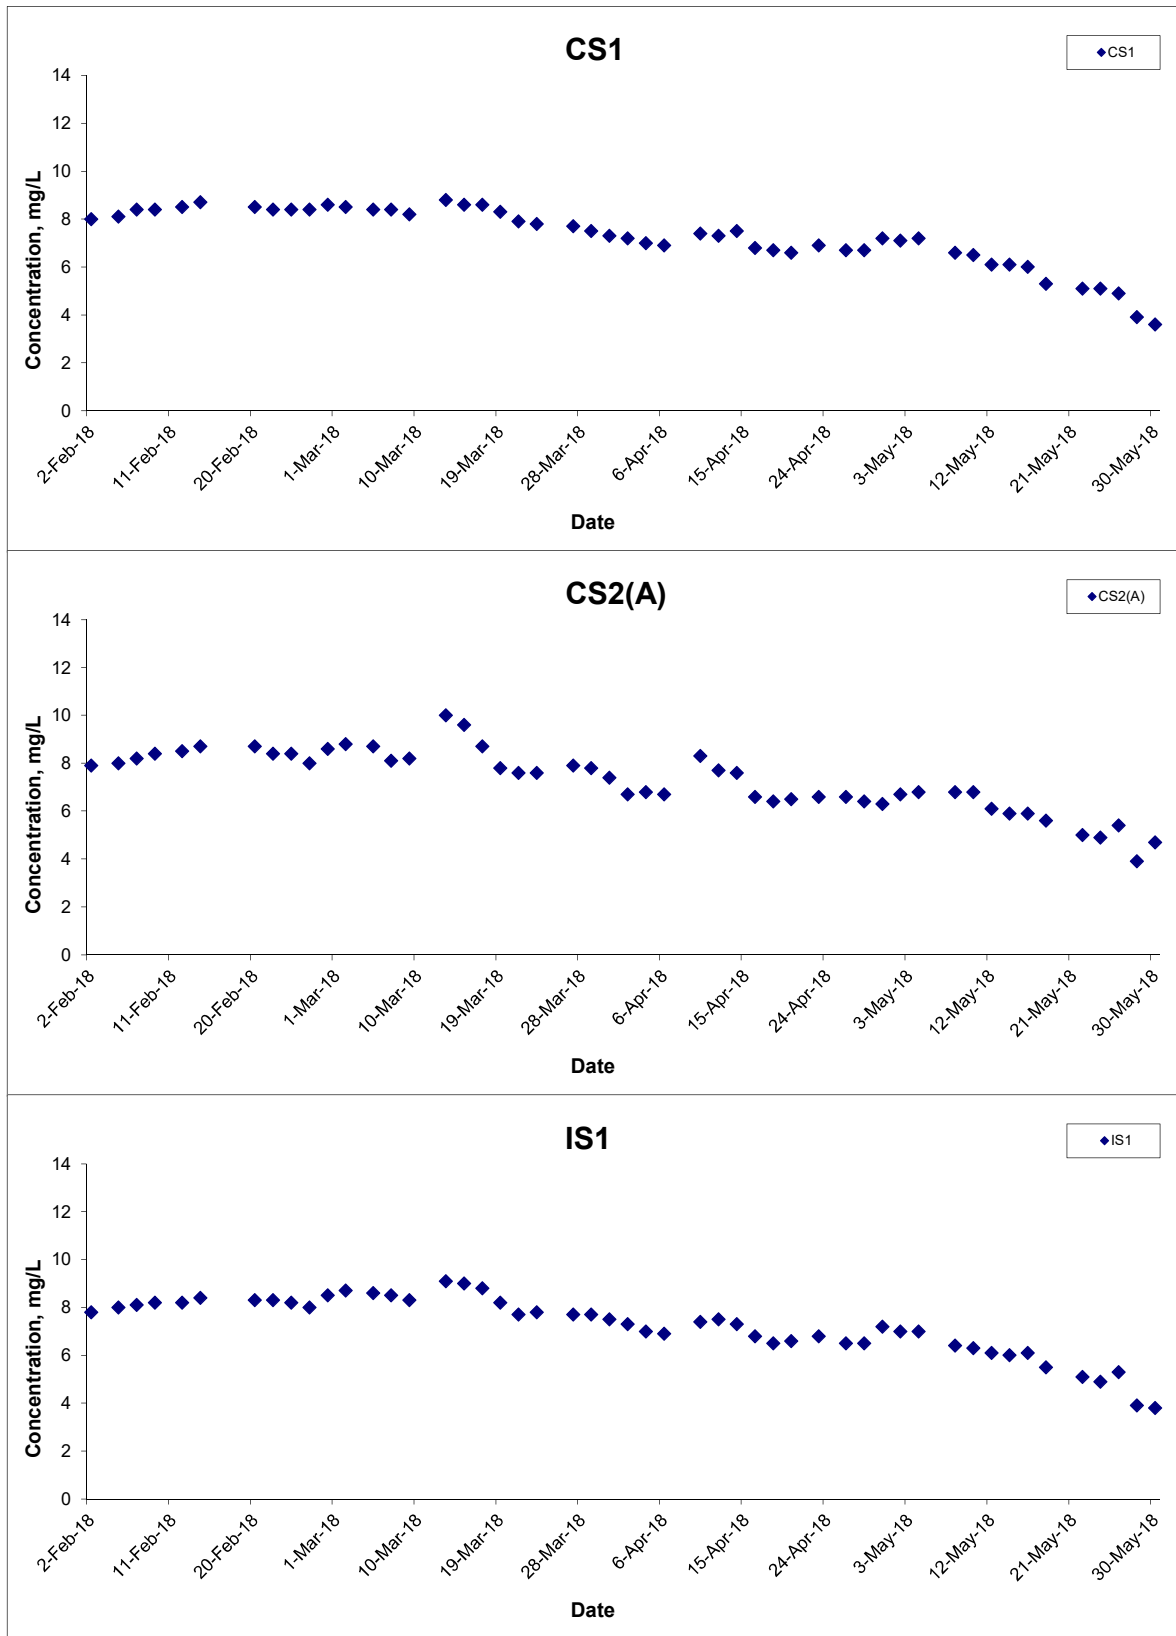 CS1
CS1
14
12
10
8
6
4
2
0
Concentration, mg/L
2-Feb-18
11-Feb-18
20-Feb-18
1-Mar-18
10-Mar-18
19-Mar-18
28-Mar-18
6-Apr-18
15-Apr-18
24-Apr-18
3-May-18
12-May-18
21-May-18
30-May-18
Date
CS2(A)
CS2(A)
14
12
10
8
6
4
2
0
Concentration, mg/L
2-Feb-18
11-Feb-18
20-Feb-18
1-Mar-18
10-Mar-18
19-Mar-18
28-Mar-18
6-Apr-18
15-Apr-18
24-Apr-18
3-May-18
12-May-18
21-May-18
30-May-18
Date
IS1
IS1
14
12
10
8
6
4
2
0
Concentration, mg/L
2-Feb-18
11-Feb-18
20-Feb-18
1-Mar-18
10-Mar-18
19-Mar-18
28-Mar-18
6-Apr-18
15-Apr-18
24-Apr-18
3-May-18
12-May-18
21-May-18
30-May-18
Date